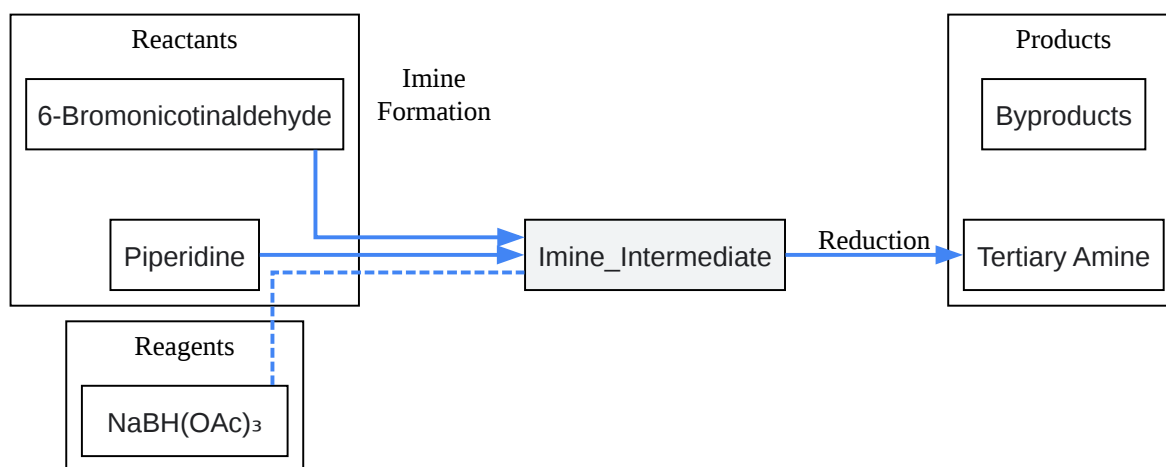 Reactants
Products
6-Bromonicotinaldehyde
Imine
Formation
Byproducts
Piperidine
Imine_Intermediate
Reduction
Tertiary Amine
Reagents
NaBH(OAc)₃